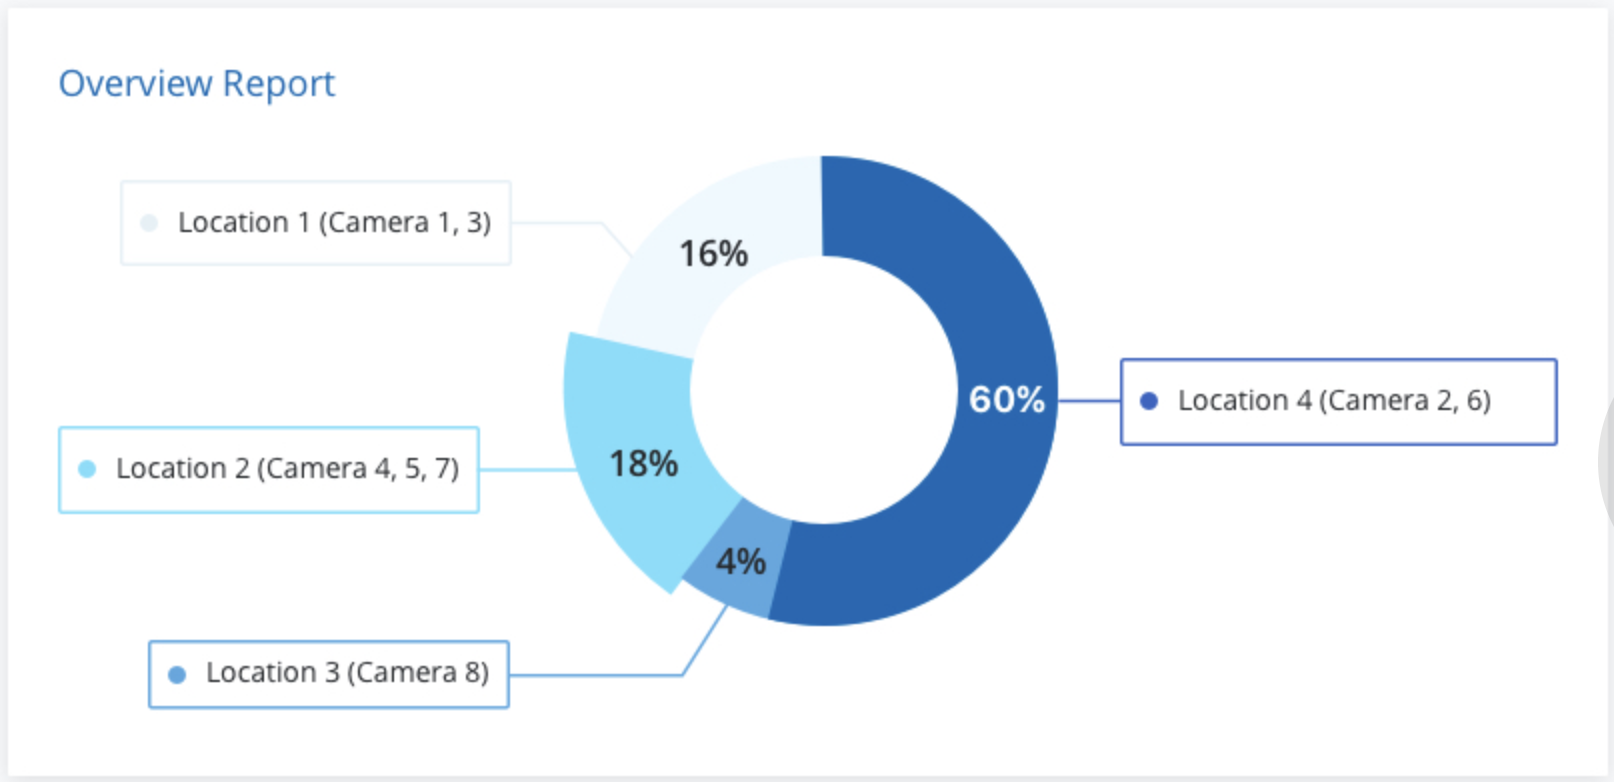 Overview Report
Location 1 (Camera 1, 3)
16%
60%
Location 4 (Camera 2, 6)
Location 2 (Camera 4, 5, 7)
18%
4%
Location 3 (Camera 8)